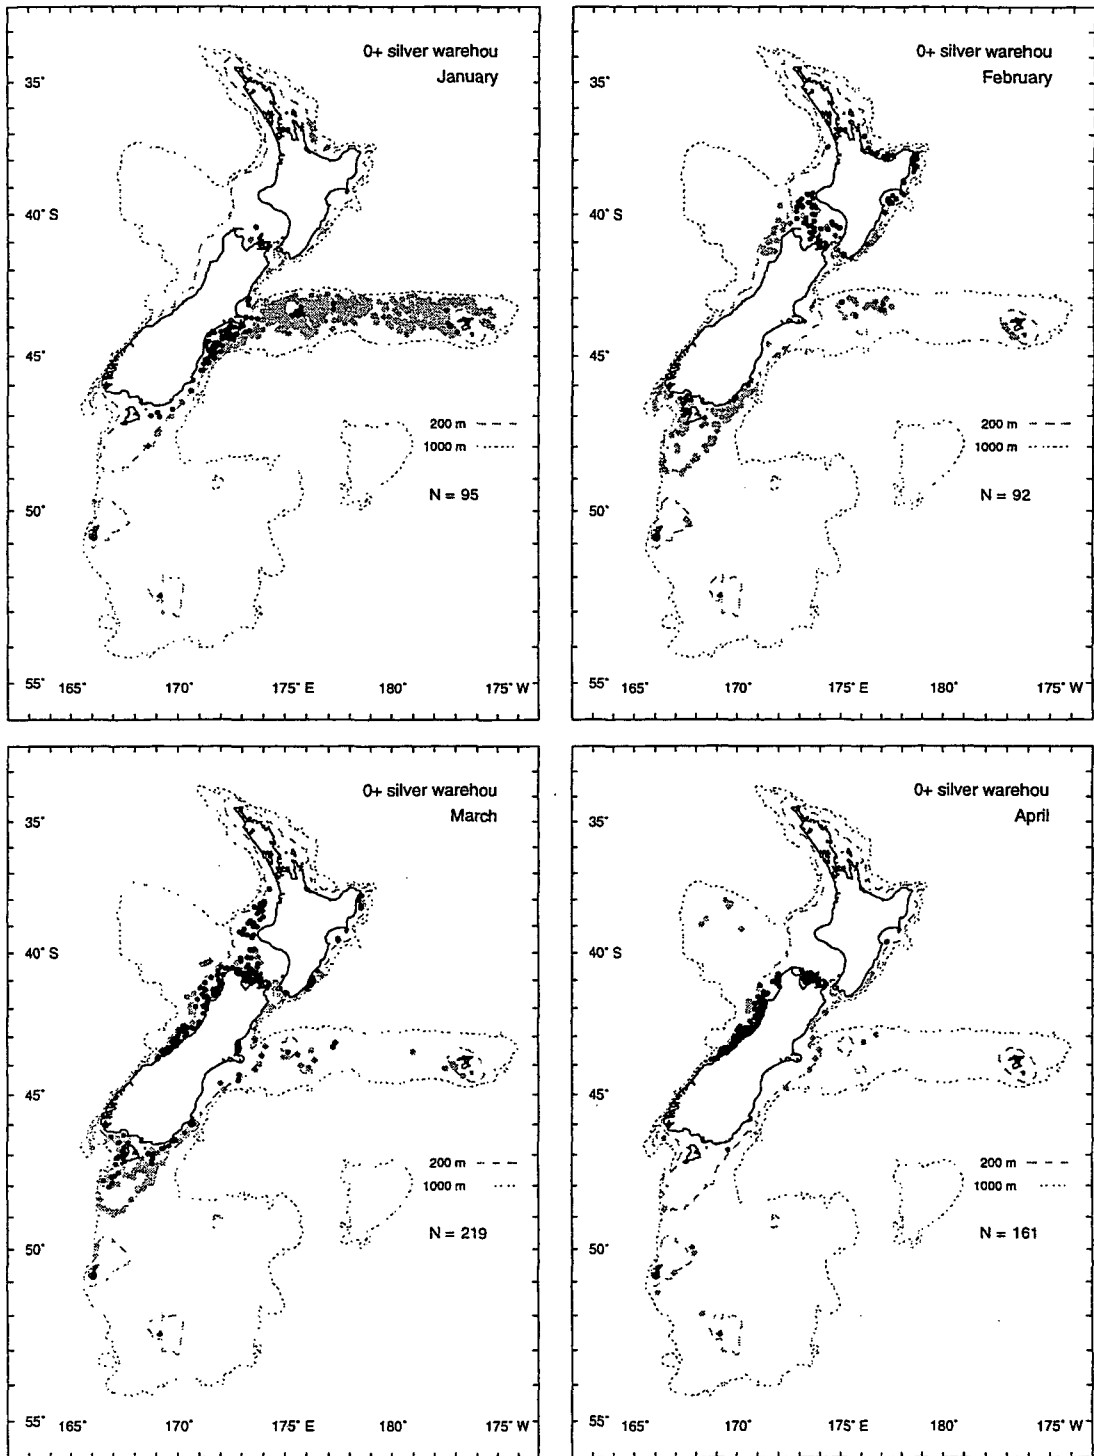 0+ silver warehou
January
35°
40° S
45°
200 m
1000 m
N = 95
50°
55°
165°
170°
175° E
180°
175° W
0+ silver warehou
February
35°
40° S
45°
200 m
1000 m
N = 92
50°
55°
165°
170°
175° E
180°
175° W
0+ silver warehou
March
35°
40° S
45°
200 m
1000 m
N = 219
50°
55°
165°
170°
175° E
180°
175° W
0+ silver warehou
April
35°
40° S
45°
200 m
1000 m
N = 161
50°
55°
165°
170°
175° E
180°
175° W